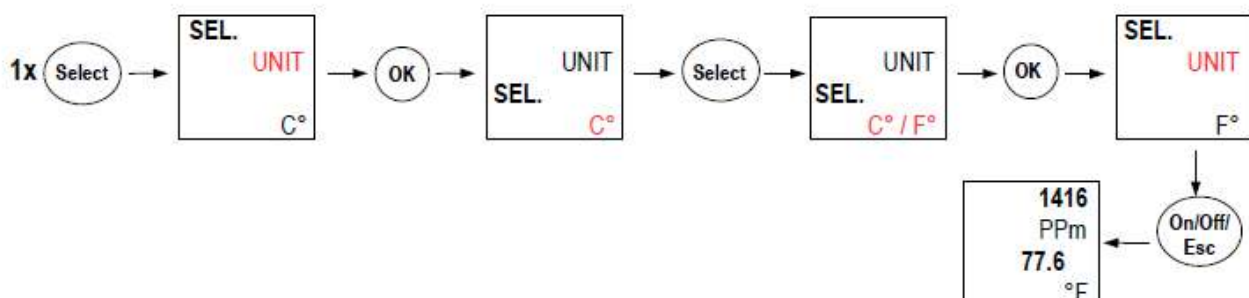 1x
Select
SEL.
UNIT
C°
OK
UNIT
SEL.
C°
Select
UNIT
SEL.
C° / F°
OK
SEL.
UNIT
F°
On/Off/
Esc
1416
PPm
77.6
°F